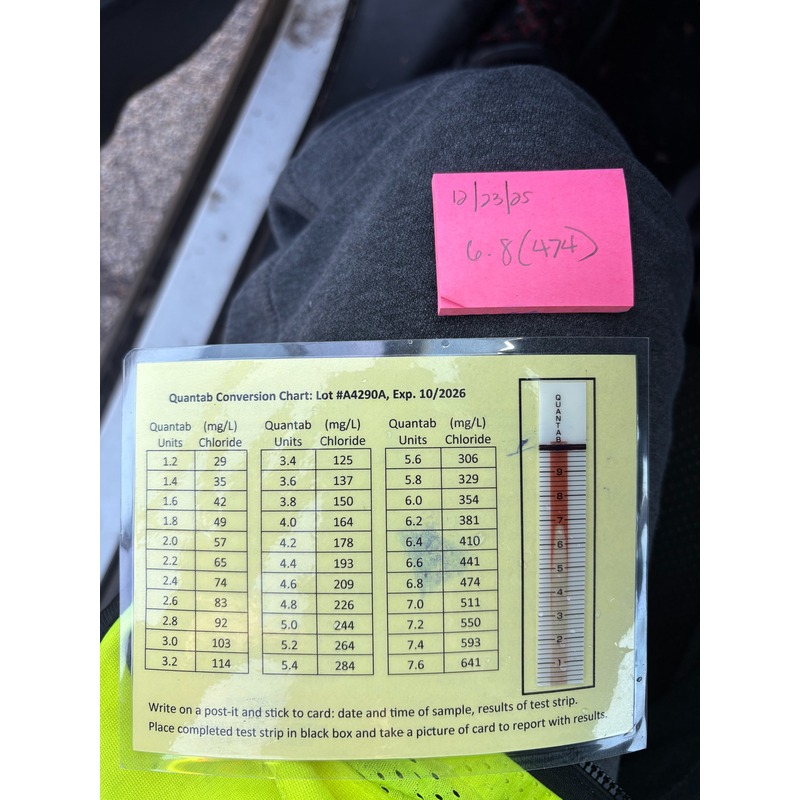 12/23/25
6.8(474)
Quantab Conversion Chart: Lot #A4290A, Exp. 10/2026
Quantab Units (mg/L) Chloride Quantab Units (mg/L) Chloride Quantab Units (mg/L) Chloride
1.2 29 3.4 125 5.6 306
1.4 35 3.6 137 5.8 329
1.6 42 3.8 150 6.0 354
1.8 49 4.0 164 6.2 381
2.0 57 4.2 178 6.4 410
2.2 65 4.4 193 6.6 441
2.4 74 4.6 209 6.8 474
2.6 83 4.8 226 7.0 511
2.8 92 5.0 244 7.2 550
3.0 103 5.2 264 7.4 593
3.2 114 5.4 284 7.6 641
QUANTAB
9
8
7
6
5
4
3
2
1
Write on a post-it and stick to card: date and time of sample, results of test strip.
Place completed test strip in black box and take a picture of card to report with results.